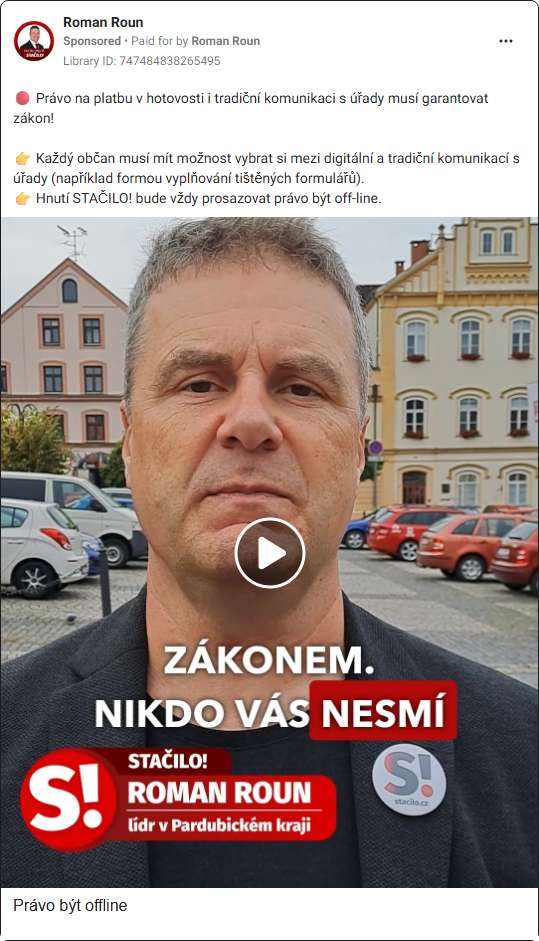 Roman Roun
Sponsored • Paid for by Roman Roun
Library ID: 747484838265495
Právo na platbu v hotovosti i tradiční komunikaci s úřady musí garantovat
zákon!
👉 Každý občan musí mít možnost vybrat si mezi digitální a tradiční komunikací s
úřady (například formou vyplňování tištěných formulářů).
👉 Hnutí STAČILO! bude vždy prosazovat právo být off-line.
ZÁKONEM.
NIKDO VÁS NESMÍ
S!
STAČILO!
ROMAN ROUN
lídr v Pardubickém kraji
S!
stacilo.cz
Právo být offline